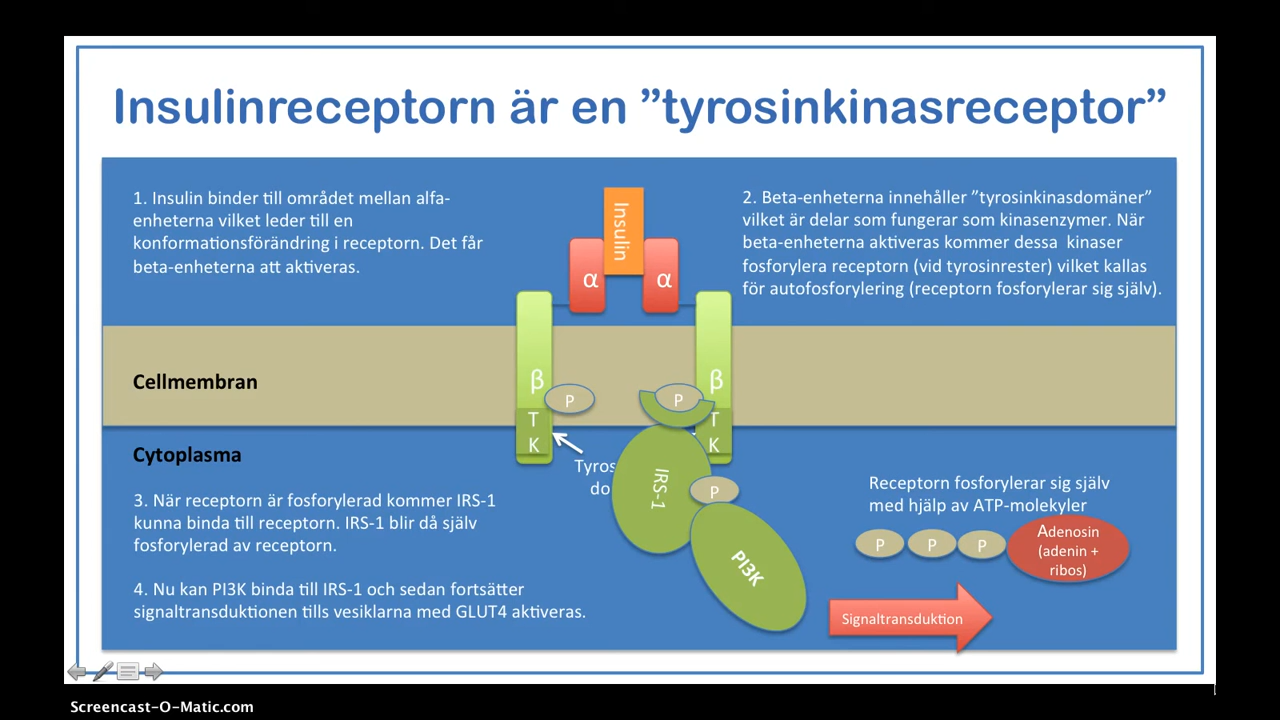 Insulinreceptorn är en ”tyrosinkinasreceptor”
1. Insulin binder till området mellan alfa-
enheterna vilket leder till en
konformationsförändring i receptorn. Det får
beta-enheterna att aktiveras.
Insulin
α
α
2. Beta-enheterna innehåller ”tyrosinkinasdomäner”
vilket är delar som fungerar som kinasenzymer. När
beta-enheterna aktiveras kommer dessa kinaser
fosforylera receptorn (vid tyrosinrester) vilket kallas
för autofosforylering (receptorn fosforylerar sig själv).
Cellmembran
β
β
P
P
T
K
T
K
Cytoplasma
Tyros
do
IRS-1
P
PI3K
3. När receptorn är fosforylerad kommer IRS-1
kunna binda till receptorn. IRS-1 blir då själv
fosforylerad av receptorn.
4. Nu kan PI3K binda till IRS-1 och sedan fortsätter
signaltransduktionen tills vesiklarna med GLUT4 aktiveras.
Receptorn fosforylerar sig själv
med hjälp av ATP-molekyler
P P P
Adenosin
(adenin +
ribos)
Signaltransduktion
Screencast-O-Matic.com